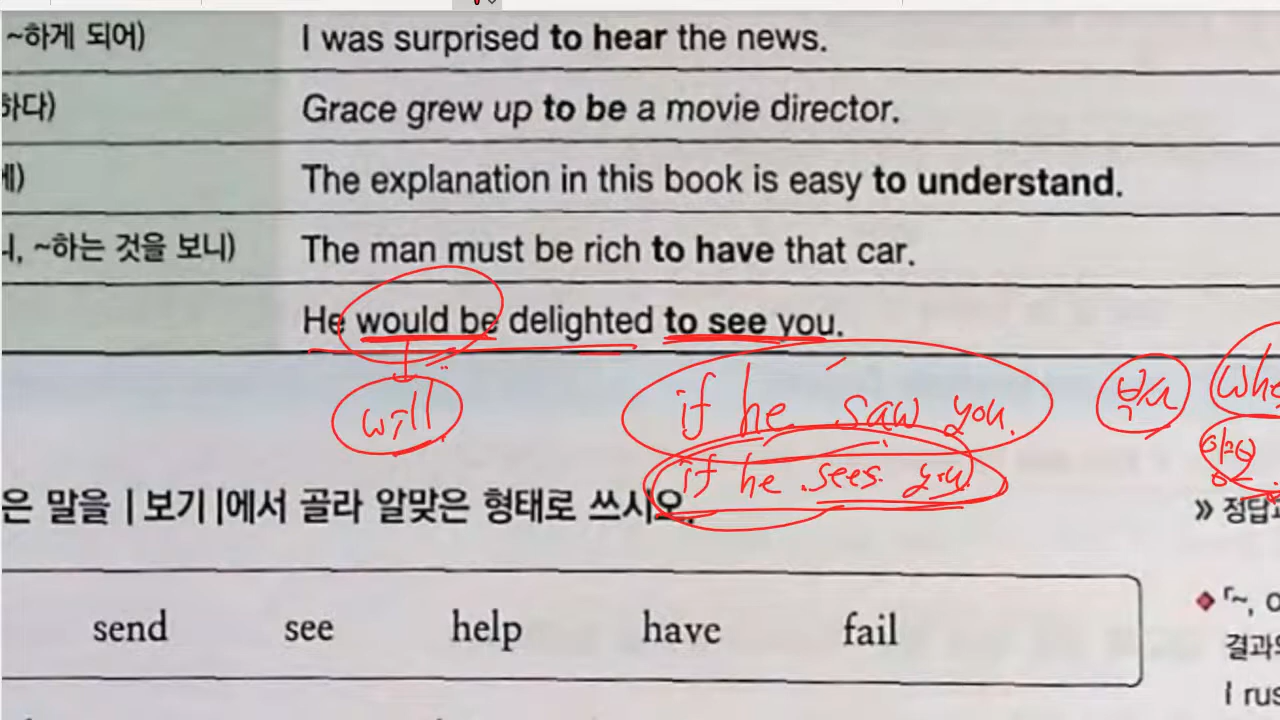 ~하게 되어) I was surprised to hear the news.
하다) Grace grew up to be a movie director.
The explanation in this book is easy to understand.
~하는 것을 보니) The man must be rich to have that car.
He would be delighted to see you.
will
if he saw you.
부사
if he sees you
은 말을 | 보기 |에서 골라 알맞은 형태로 쓰시오.
» 정답
send see help have fail
「~,
결과
I